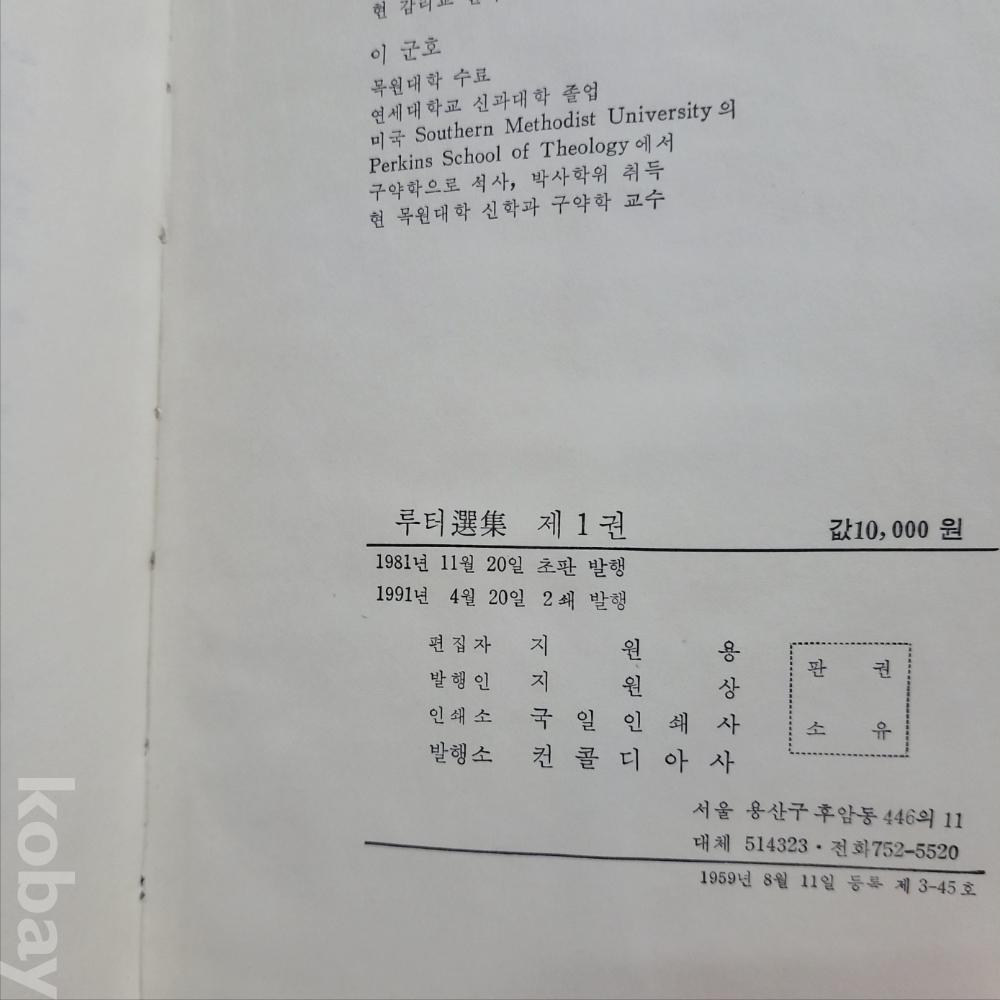 현 감리교
이 군호
목원대학 수료
연세대학교 신과대학 졸업
미국 Southern Methodist University의
Perkins School of Theology에서
구약학으로 석사, 박사학위 취득
현 목원대학 신학과 구약학 교수
루터選集 제 1 권
값10,000 원
1981년 11월 20일 초판 발행
1991년 4월 20일 2쇄 발행
편집자 지 원 용
발행인 지 원 상
인쇄소 국 일 인 쇄 사
발행소 컨 콜 디 아 사
판 권
소 유
서울 용산구 후암동 446의 11
대체 514323·전화752-5520
1959년 8월 11일 등록 제 3-45호
kobay